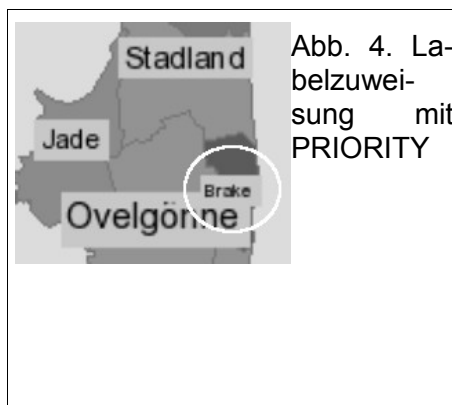 Stadland
Jade
Brake
Ovelgönne
Abb. 4. La-
belzuwei-
sung mit
PRIORITY